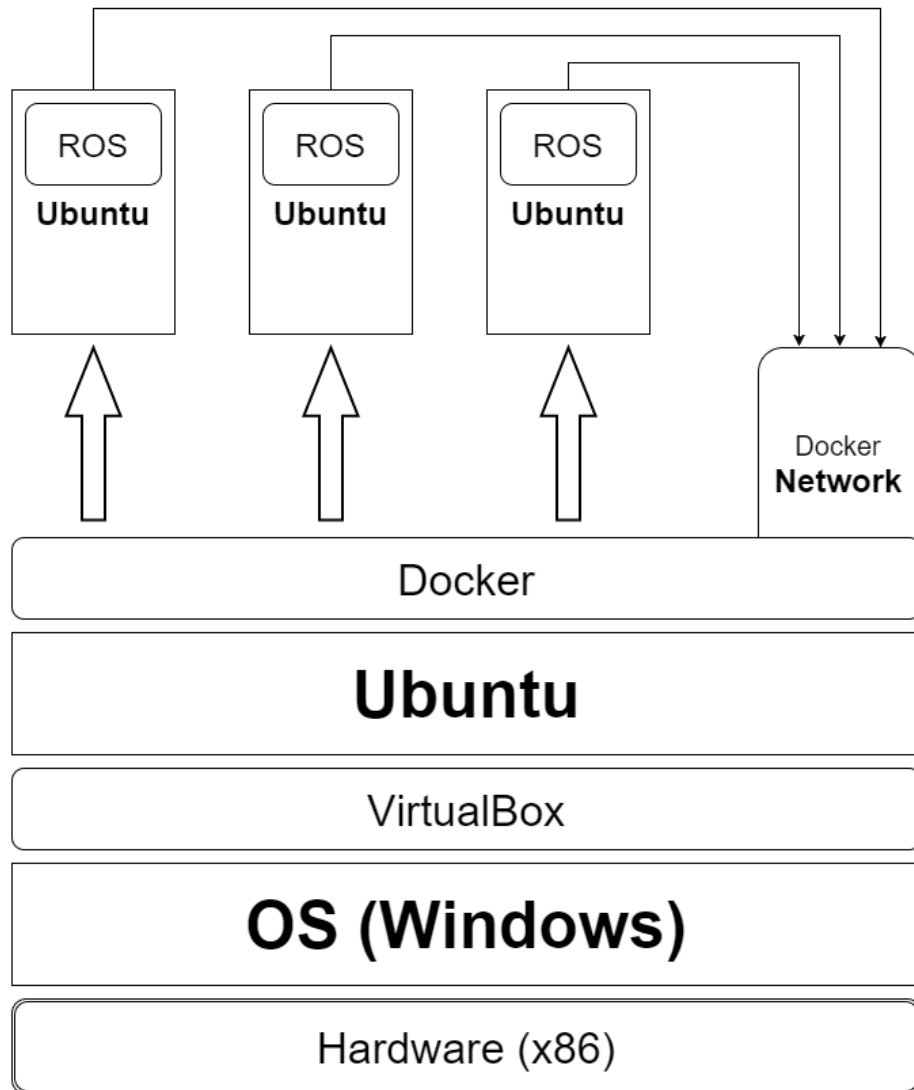 ROS
Ubuntu
ROS
Ubuntu
ROS
Ubuntu
Docker
Network
Docker
Ubuntu
VirtualBox
OS (Windows)
Hardware (x86)